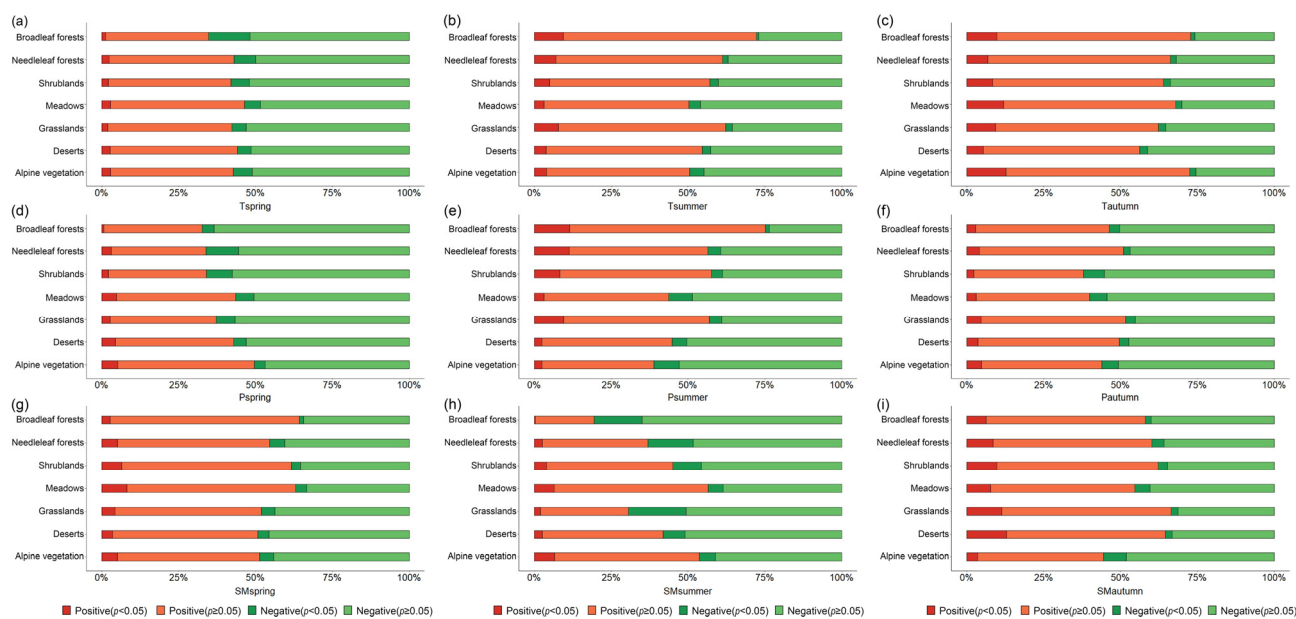 (a)
Broadleaf forests
Needleleaf forests
Shrublands
Meadows
Grasslands
Deserts
Alpine vegetation
0% 25% 50% 75% 100%
Tspring
(b)
Broadleaf forests
Needleleaf forests
Shrublands
Meadows
Grasslands
Deserts
Alpine vegetation
0% 25% 50% 75% 100%
Tsummer
(c)
Broadleaf forests
Needleleaf forests
Shrublands
Meadows
Grasslands
Deserts
Alpine vegetation
0% 25% 50% 75% 100%
Tautumn
(d)
Broadleaf forests
Needleleaf forests
Shrublands
Meadows
Grasslands
Deserts
Alpine vegetation
0% 25% 50% 75% 100%
Pspring
(e)
Broadleaf forests
Needleleaf forests
Shrublands
Meadows
Grasslands
Deserts
Alpine vegetation
0% 25% 50% 75% 100%
Psummer
(f)
Broadleaf forests
Needleleaf forests
Shrublands
Meadows
Grasslands
Deserts
Alpine vegetation
0% 25% 50% 75% 100%
Pautumn
(g)
Broadleaf forests
Needleleaf forests
Shrublands
Meadows
Grasslands
Deserts
Alpine vegetation
0% 25% 50% 75% 100%
SMspring
(h)
Broadleaf forests
Needleleaf forests
Shrublands
Meadows
Grasslands
Deserts
Alpine vegetation
0% 25% 50% 75% 100%
SMsummer
(i)
Broadleaf forests
Needleleaf forests
Shrublands
Meadows
Grasslands
Deserts
Alpine vegetation
0% 25% 50% 75% 100%
SMautumn
Positive(p<0.05) Positive(p≥0.05) Negative(p<0.05) Negative(p≥0.05)
Positive(p<0.05) Positive(p≥0.05) Negative(p<0.05) Negative(p≥0.05)
Positive(p<0.05) Positive(p≥0.05) Negative(p<0.05) Negative(p≥0.05)